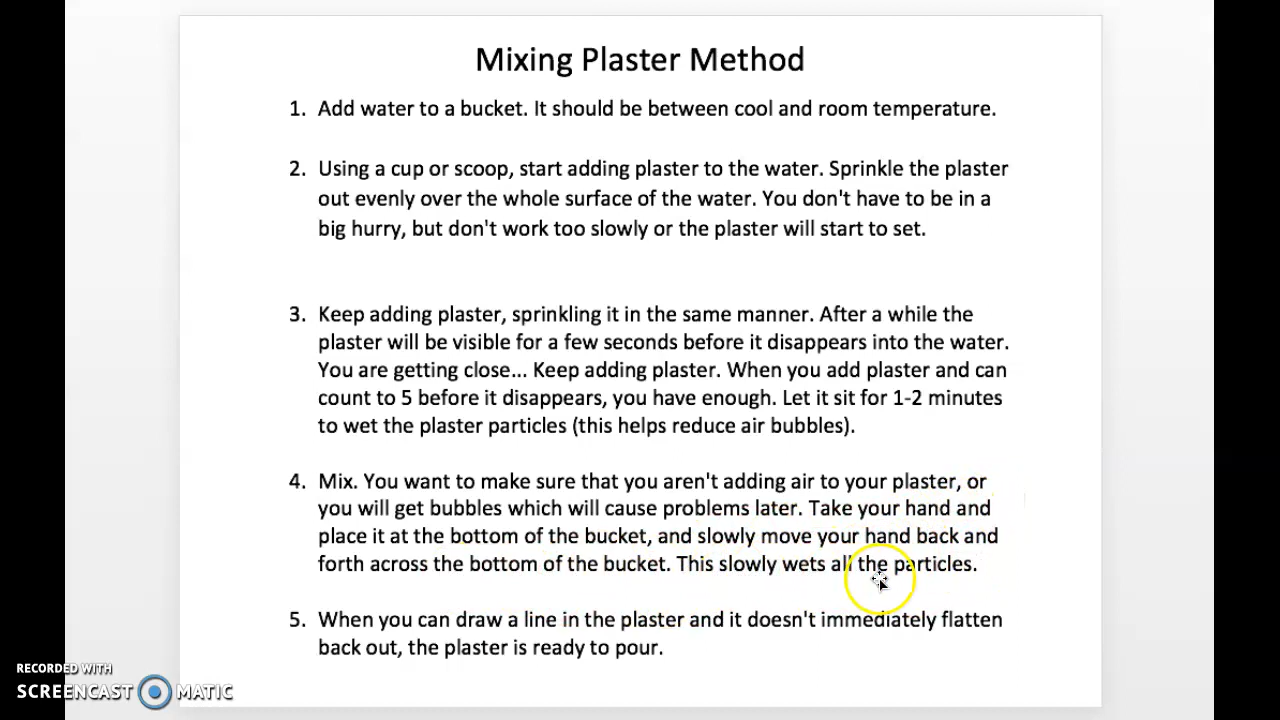 Mixing Plaster Method
1. Add water to a bucket. It should be between cool and room temperature.
2. Using a cup or scoop, start adding plaster to the water. Sprinkle the plaster
out evenly over the whole surface of the water. You don't have to be in a
big hurry, but don't work too slowly or the plaster will start to set.
3. Keep adding plaster, sprinkling it in the same manner. After a while the
plaster will be visible for a few seconds before it disappears into the water.
You are getting close... Keep adding plaster. When you add plaster and can
count to 5 before it disappears, you have enough. Let it sit for 1-2 minutes
to wet the plaster particles (this helps reduce air bubbles).
4. Mix. You want to make sure that you aren't adding air to your plaster, or
you will get bubbles which will cause problems later. Take your hand and
place it at the bottom of the bucket, and slowly move your hand back and
forth across the bottom of the bucket. This slowly wets all the particles.
5. When you can draw a line in the plaster and it doesn't immediately flatten
back out, the plaster is ready to pour.
RECORDED WITH
SCREENCAST MATIC